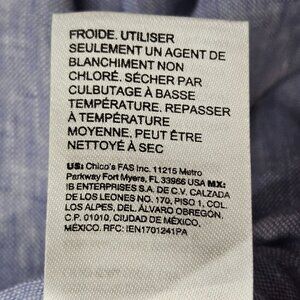 FROIDE. UTILISER
SEULEMENT UN AGENT DE
BLANCHIMENT NON
CHLORÉ. SÉCHER PAR
CULBUTAGE À BASSE
TEMPÉRATURE. REPASSER
À TEMPÉRATURE
MOYENNE, PEUT ÊTRE
NETTOYÉ À SEC
US: Chico's FAS Inc. 11215 Metro
Parkway Fort Myers, FL 33966 USA MX:
IB ENTERPRISES S.A. DE C.V. CALZADA
DE LOS LEONES NO. 170, PISO 1, COL.
LOS ALPES, DEL. ÁLVARO OBREGÓN,
C.P. 01010, CIUDAD DE MÉXICO,
MÉXICO. RFC: IEN1701241PA